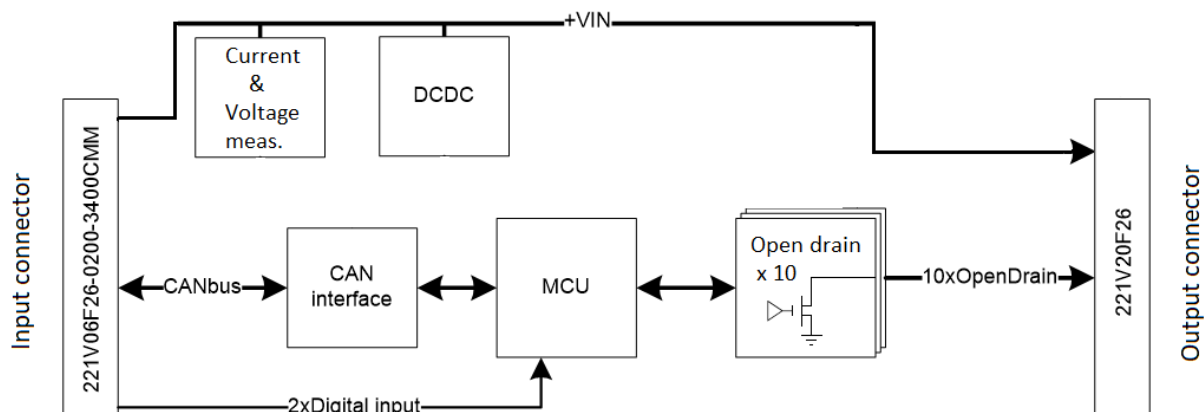 +VIN
Current
&
Voltage
meas.
DCDC
Input connector
221V06F26-0200-3400CMM
CANbus
CAN
interface
MCU
Open drain
x 10
10xOpenDrain
221V20F26
Output connector
2xDigital input